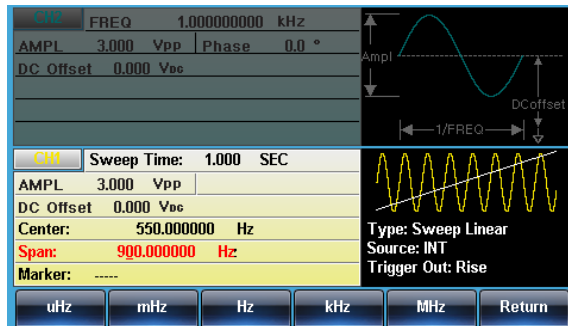 CH2 FREQ 1.000000000 kHz
AMPL 3.000 Vpp Phase 0.0 °
DC Offset 0.000 VDC
Ampl
DCoffset
1/FREQ
CH1 Sweep Time: 1.000 SEC
AMPL 3.000 Vpp
DC Offset 0.000 VDC
Center: 550.000000 Hz
Span: 900.000000 Hz
Marker: -----
Type: Sweep Linear
Source: INT
Trigger Out: Rise
uHz mHz Hz kHz MHz Return